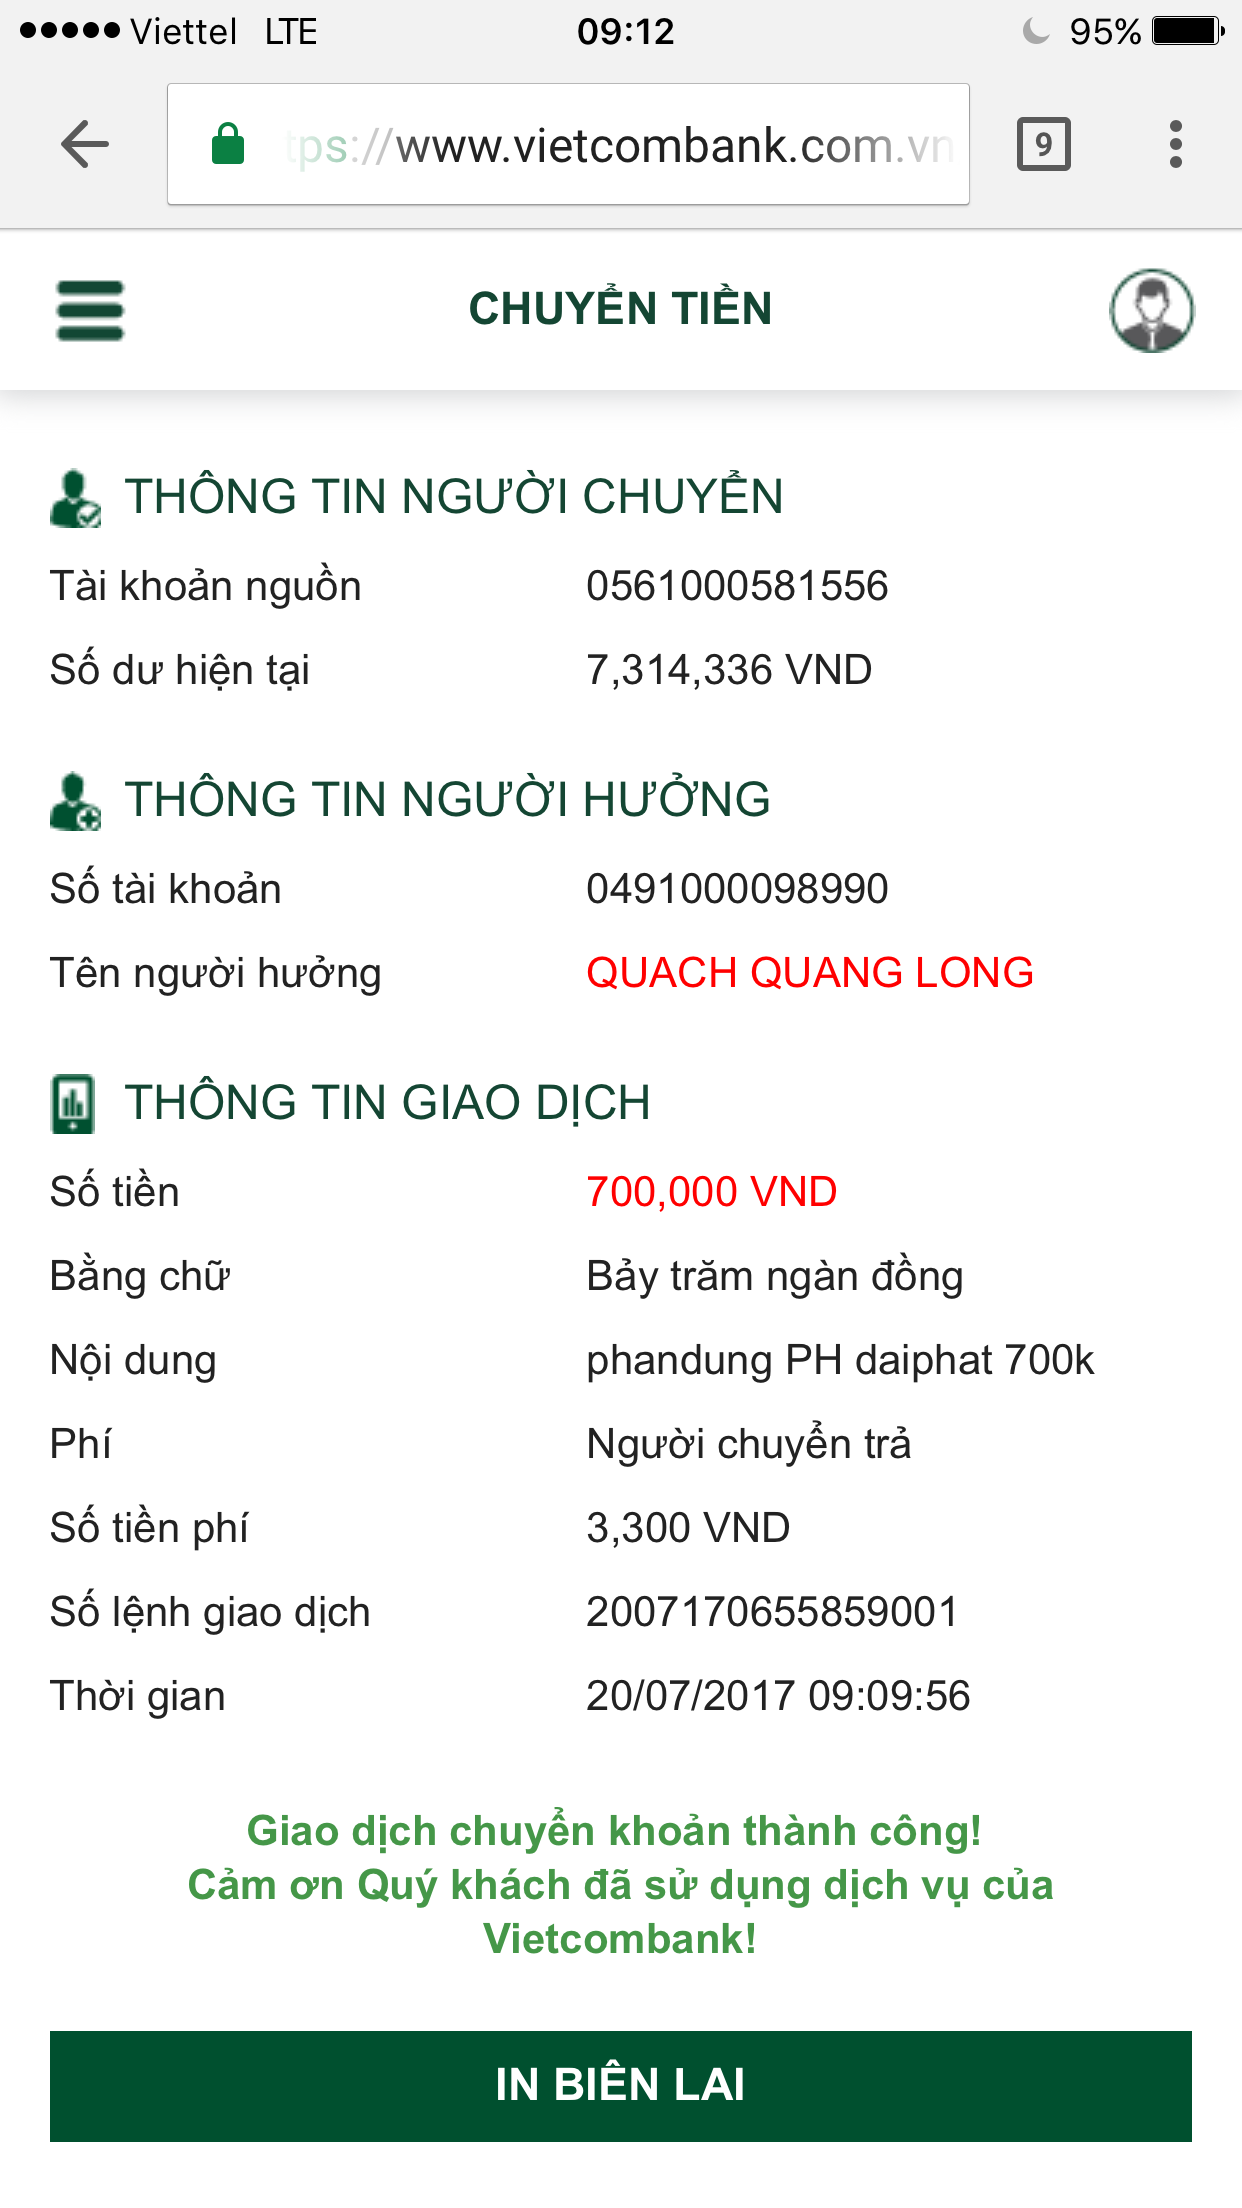 Viettel LTE 09:12 95%
tps://www.vietcombank.com.vn 9
CHUYỂN TIỀN
THÔNG TIN NGƯỜI CHUYỂN
Tài khoản nguồn 0561000581556
Số dư hiện tại 7,314,336 VND
THÔNG TIN NGƯỜI HƯỞNG
Số tài khoản 0491000098990
Tên người hưởng QUACH QUANG LONG
THÔNG TIN GIAO DỊCH
Số tiền 700,000 VND
Bằng chữ Bảy trăm ngàn đồng
Nội dung phandung PH daiphat 700k
Phí Người chuyển trả
Số tiền phí 3,300 VND
Số lệnh giao dịch 2007170655859001
Thời gian 20/07/2017 09:09:56
Giao dịch chuyển khoản thành công!
Cảm ơn Quý khách đã sử dụng dịch vụ của
Vietcombank!
IN BIÊN LAI